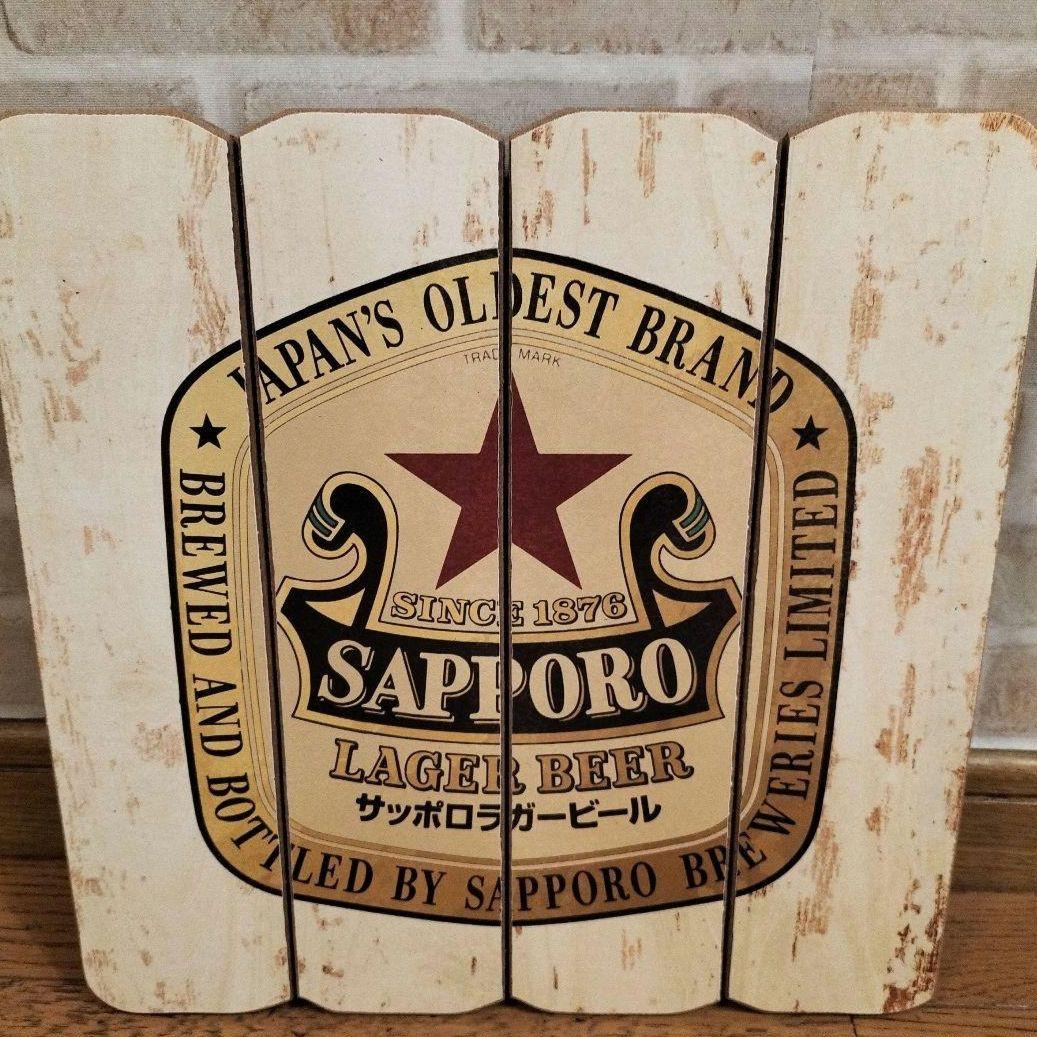 JAPAN'S OLDEST BRAND
TRADE MARK
SINCE 1876
SAPPORO
LAGER BEER
サッポロラガービール
BREWED AND BOTTLED BY SAPPORO BREWERIES LIMITED